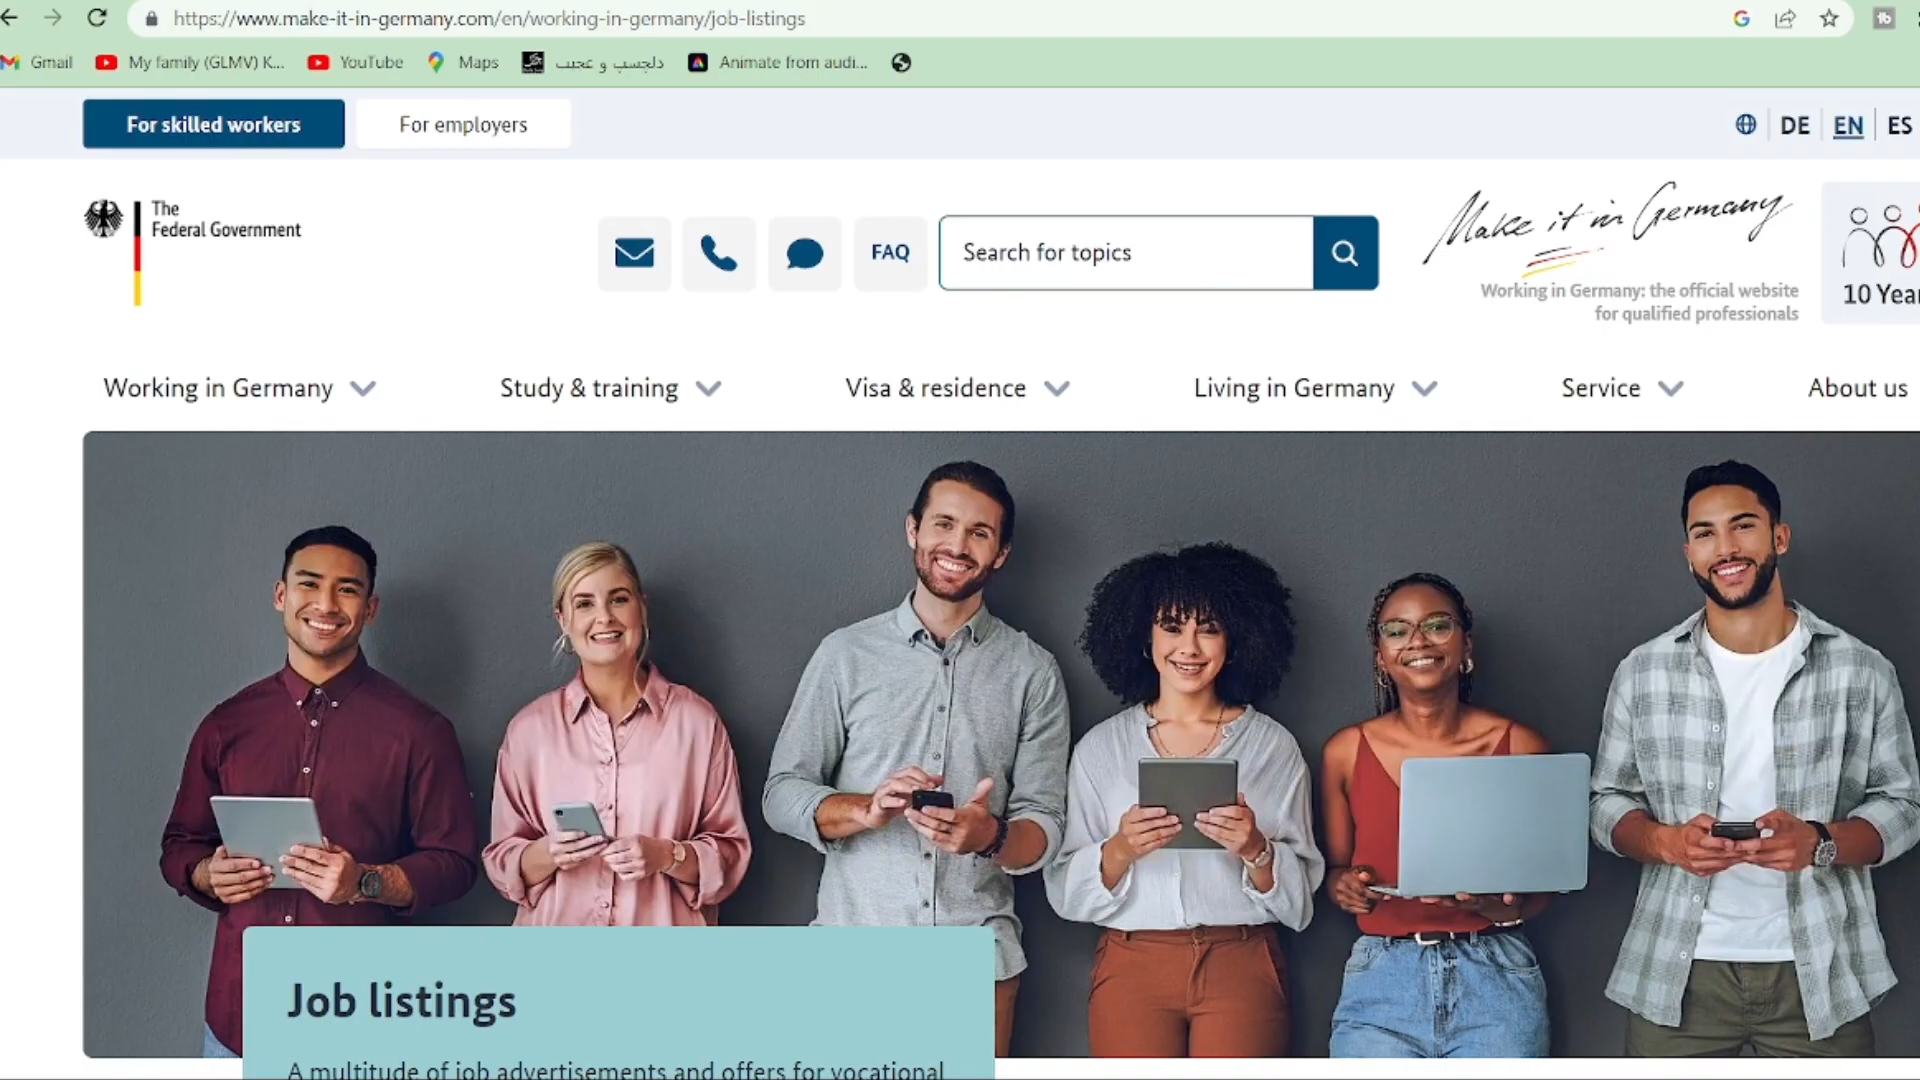 https://www.make-it-in-germany.com/en/working-in-germany/job-listings
Gmail
My family (GLMV) K...
YouTube
Maps
دلچسپ و عجیب
Animate from audi...
For skilled workers
For employers
DE
EN
ES
The
Federal Government
FAQ
Search for topics
Make it in Germany
Working in Germany: the official website
for qualified professionals
10 Year
Working in Germany
Study & training
Visa & residence
Living in Germany
Service
About us
Job listings
A multitude of job advertisements and offers for vocational